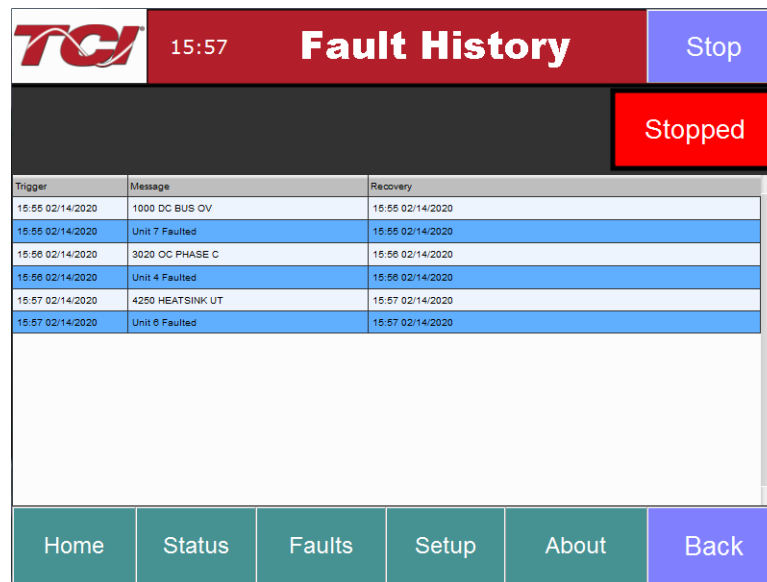 TCI 15:57 Fault History Stop
Stopped
Trigger Message Recovery
15:55 02/14/2020 1000 DC BUS OV 15:55 02/14/2020
15:55 02/14/2020 Unit 7 Faulted 15:55 02/14/2020
15:56 02/14/2020 3020 OC PHASE C 15:56 02/14/2020
15:56 02/14/2020 Unit 4 Faulted 15:56 02/14/2020
15:57 02/14/2020 4250 HEATSINK UT 15:57 02/14/2020
15:57 02/14/2020 Unit 6 Faulted 15:57 02/14/2020
Home Status Faults Setup About Back